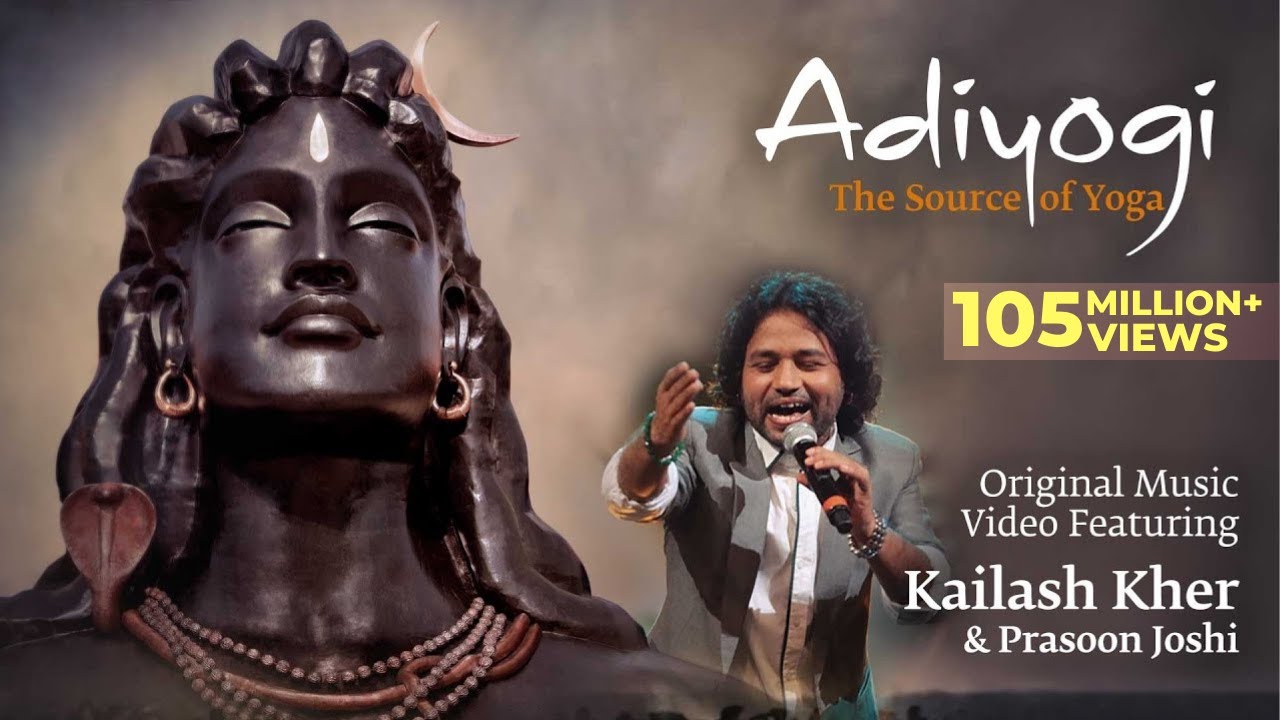 Adiyogi
The Source of Yoga
105 MILLION+
VIEWS
Original Music
Video Featuring
Kailash Kher
& Prasoon Joshi